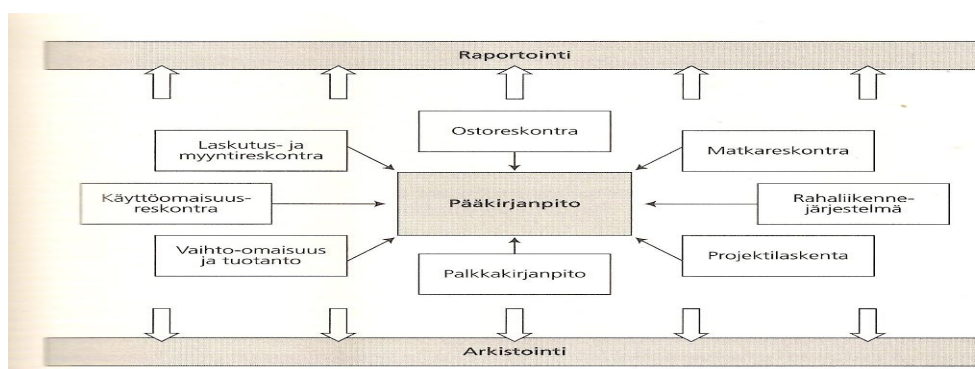 Raportointi
Ostoreskontra
Laskutus- ja
myyntireskontra
Matkareskontra
Käyttöomaisuus-
reskontra
Pääkirjanpito
Rahaliikenne-
järjestelmä
Vaihto-omaisuus
ja tuotanto
Palkkakirjanpito
Projektilaskenta
Arkistointi